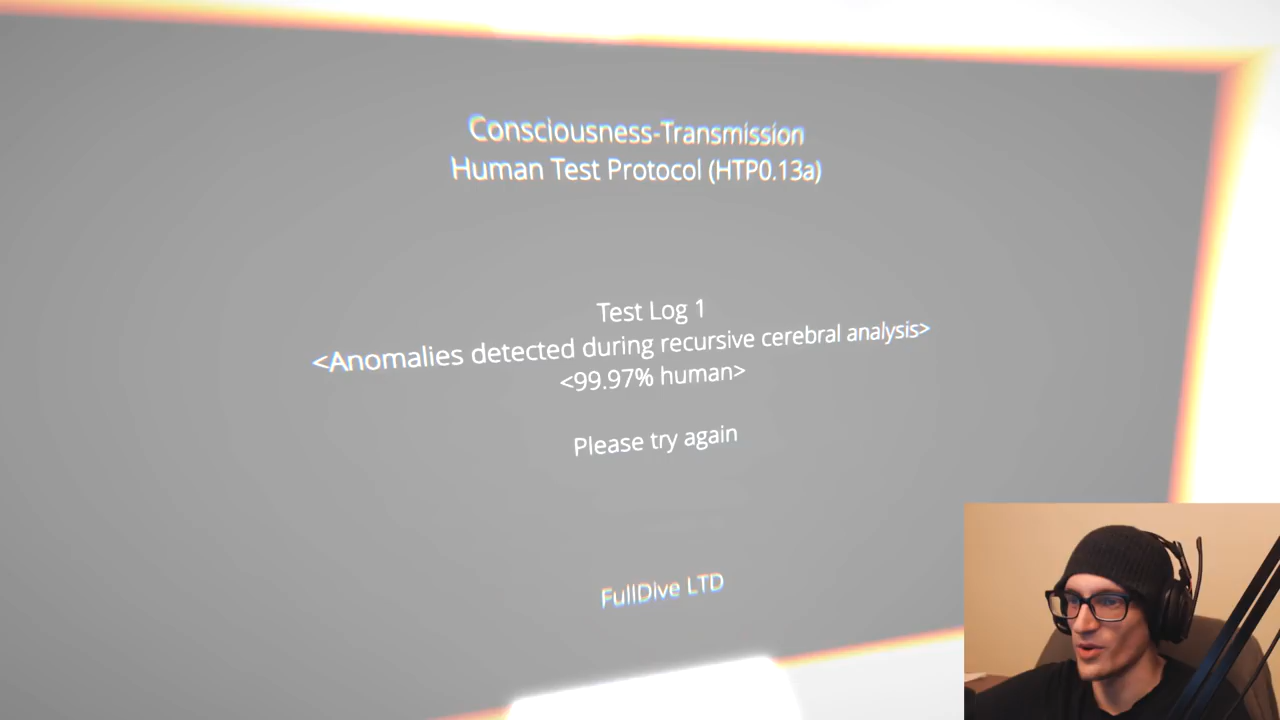 Consciousness-Transmission
Human Test Protocol (HTP0.13a)
Test Log 1
<Anomalies detected during recursive cerebral analysis>
<99.97% human>
Please try again
FullDive LTD